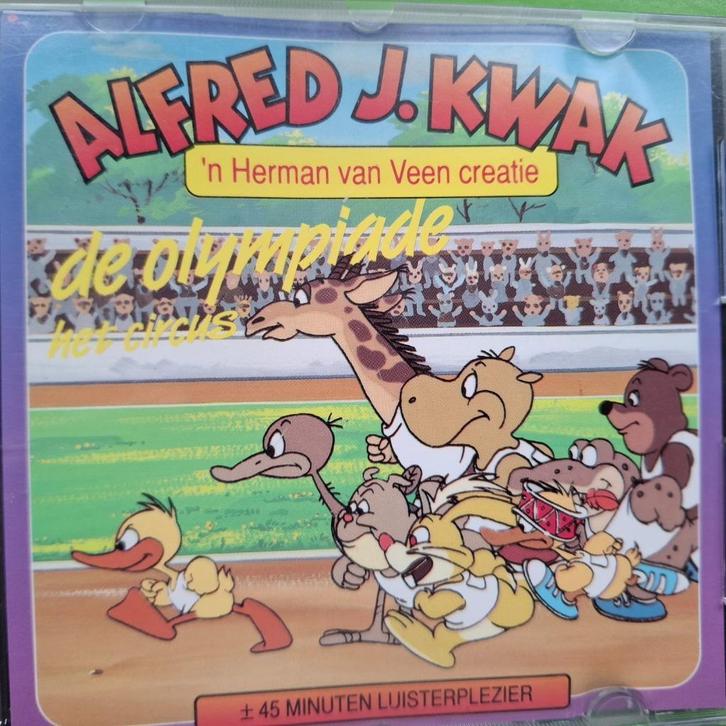 ALFRED J. KWAK
'n Herman van Veen creatie
de olympiade
het circus
± 45 MINUTEN LUISTERPLEZIER